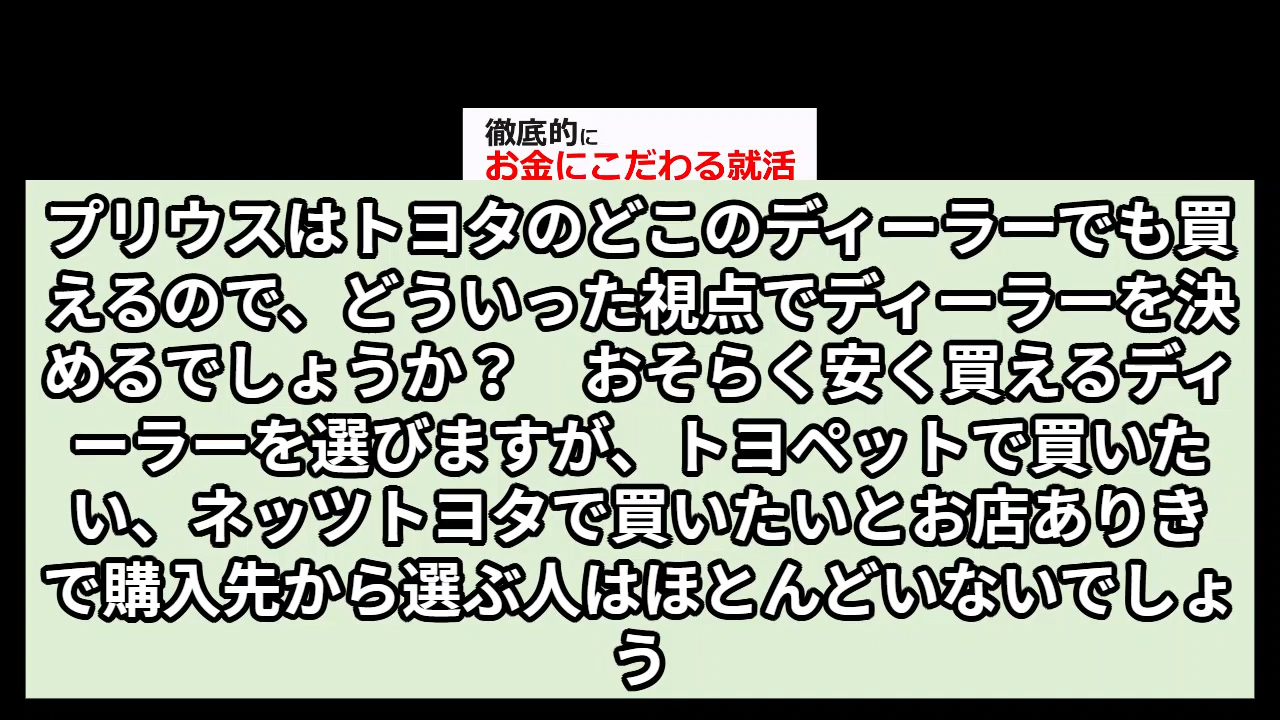 徹底的に
お金にこだわる就活
プリウスはトヨタのどこのディーラーでも買
えるので、どういった視点でディーラーを決
めるでしょうか？　おそらく安く買えるディ
ーラーを選びますが、トヨペットで買いた
い、ネッツトヨタで買いたいとお店ありき
で購入先から選ぶ人はほとんどいないでしょ
う